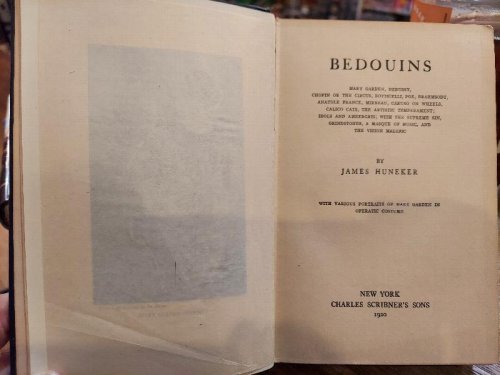 BEDOUINS
MARY GARDEN, DEBUSSY,
CHOPIN OR THE CIRCUS, BOTTICELLI, POE, BRAHMSODY,
ANATOLE FRANCE, MIRBEAU, CARUSO ON WHEELS,
CALICO CATS, THE ARTISTIC TEMPERAMENT;
IDOLS AND AMBERGRIS; WITH THE SUPREME SIN,
GRINDSTONES, A MASQUE OF MUSIC, AND
THE VISION MALEFIC
BY
JAMES HUNEKER
WITH VARIOUS PORTRAITS OF MARY GARDEN IN
OPERATIC COSTUME
NEW YORK
CHARLES SCRIBNER'S SONS
1920